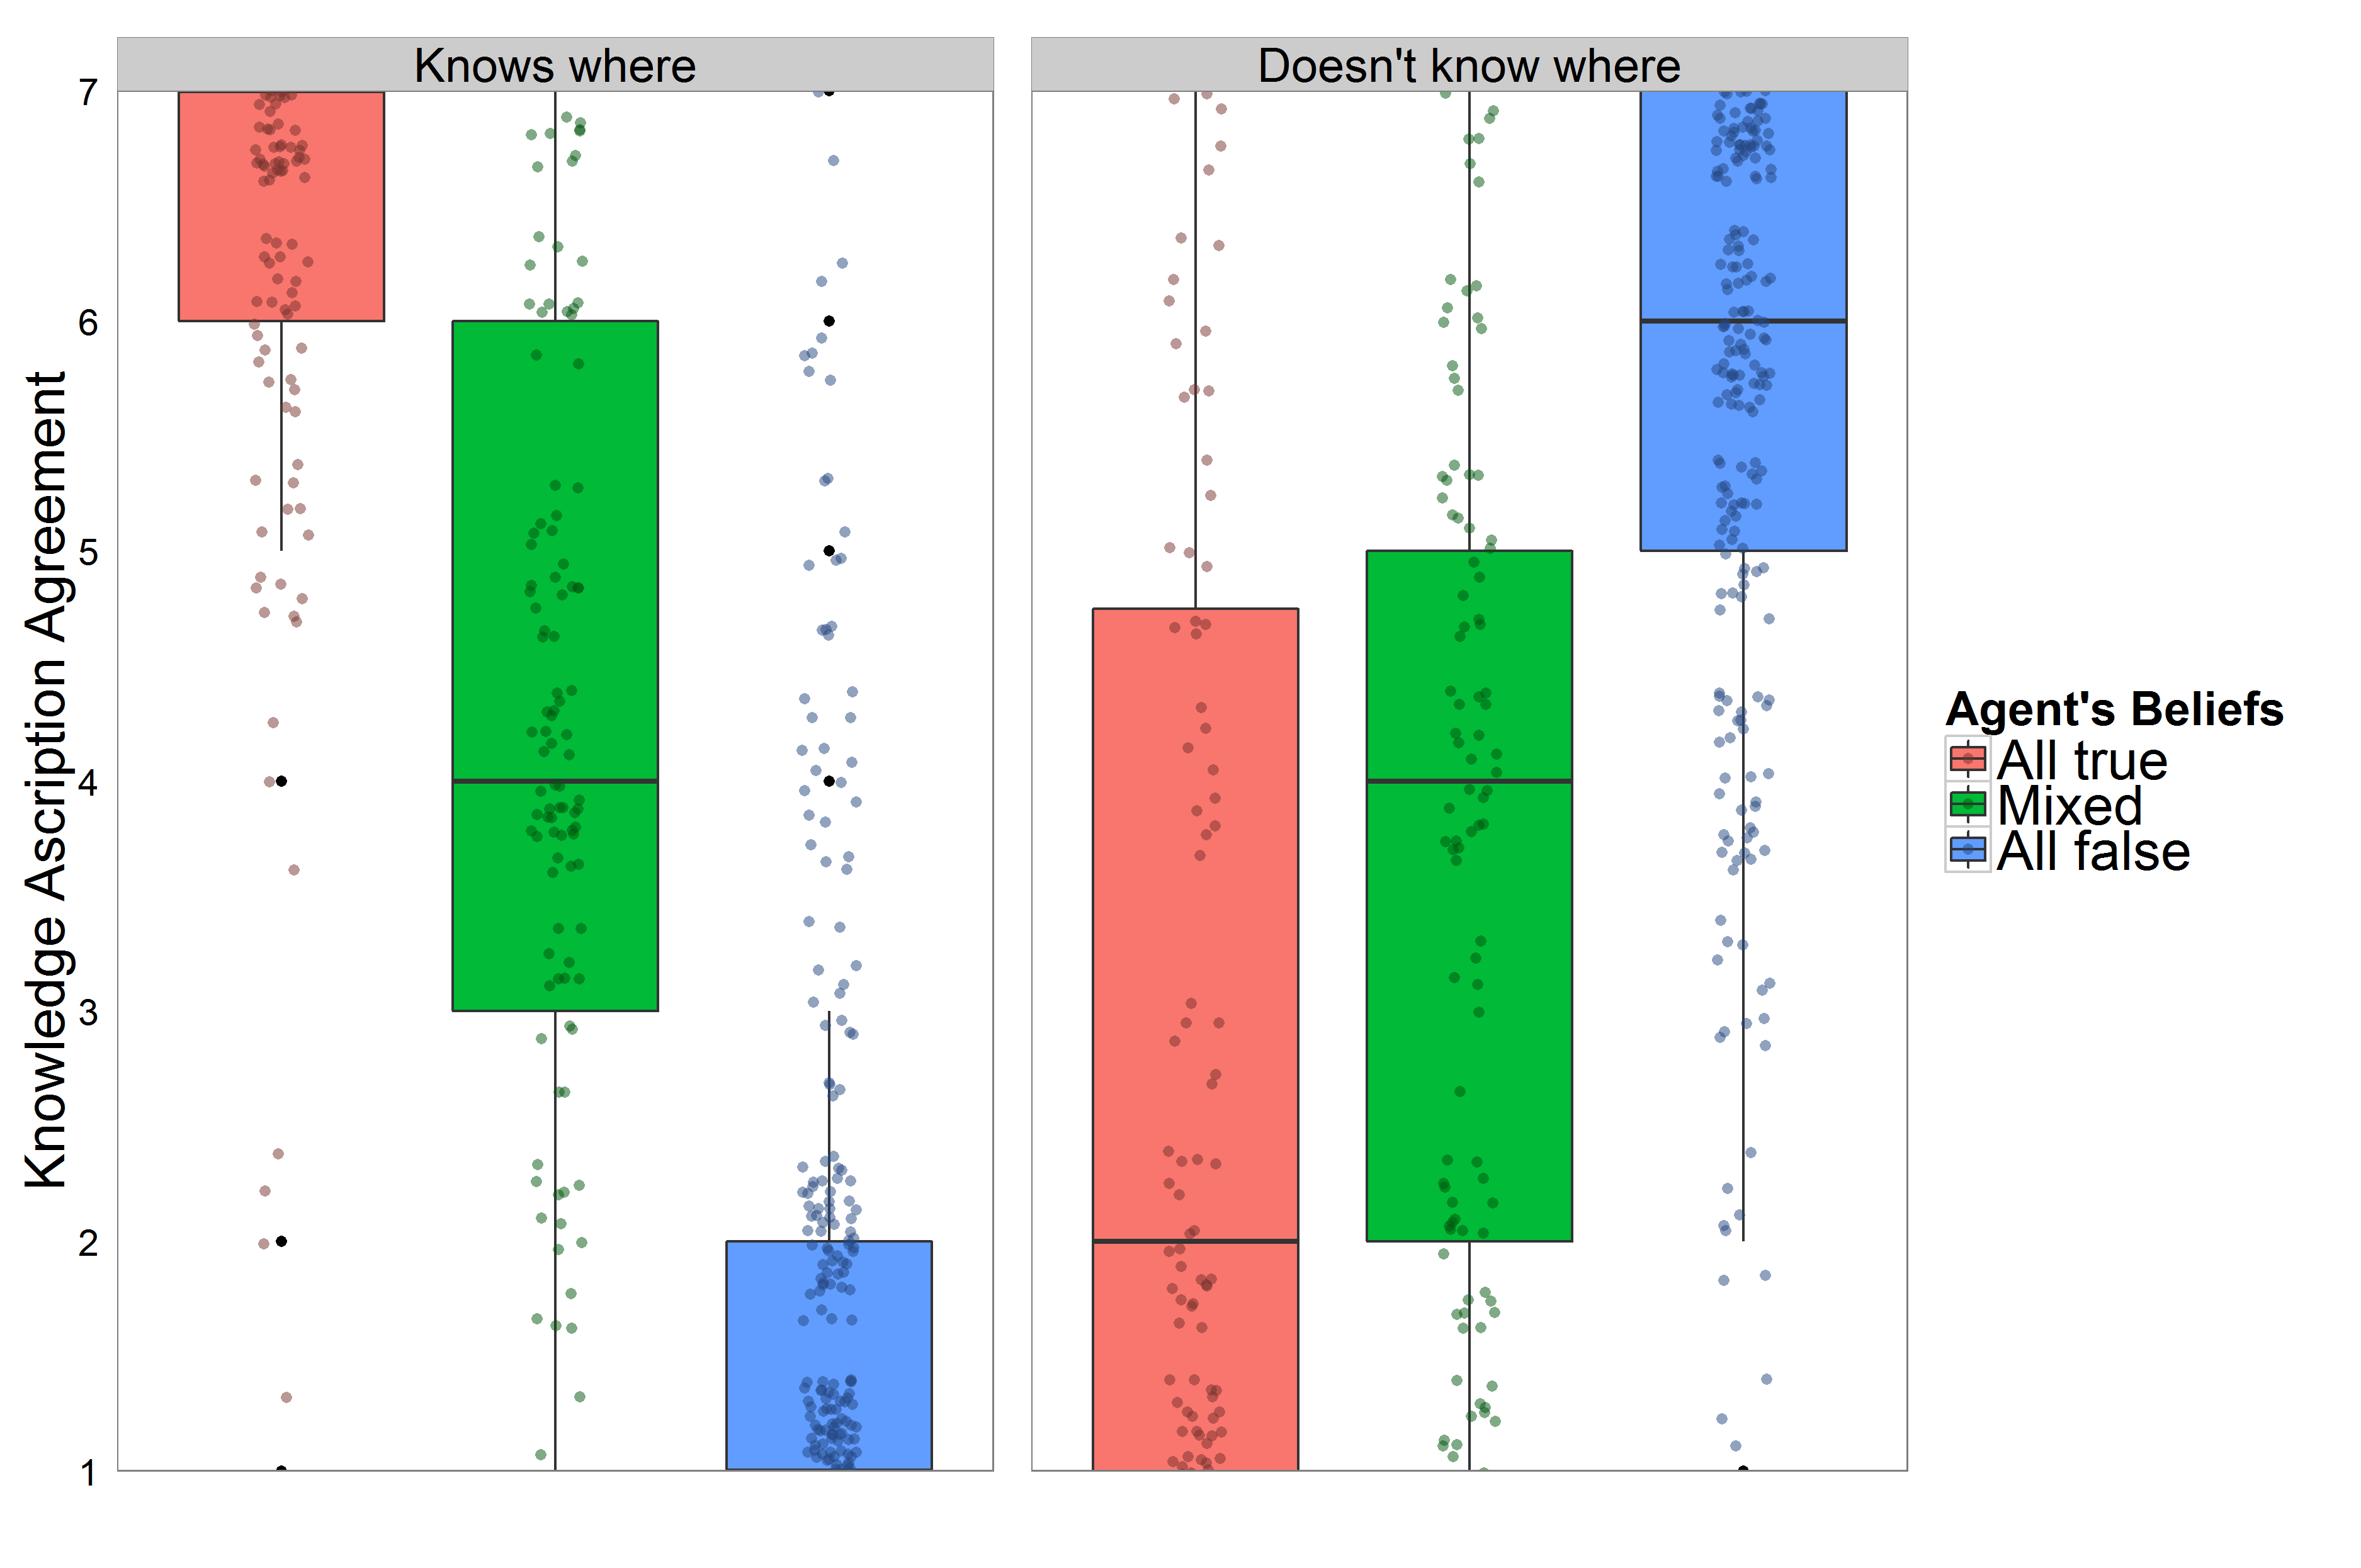 Knows where
Doesn't know where
Knowledge Ascription Agreement
7
6
5
4
3
2
1
Agent's Beliefs
All true
Mixed
All false